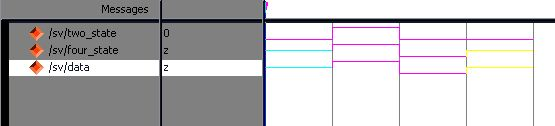 Messages
/sv/two_state 0
/sv/four_state z
/sv/data z